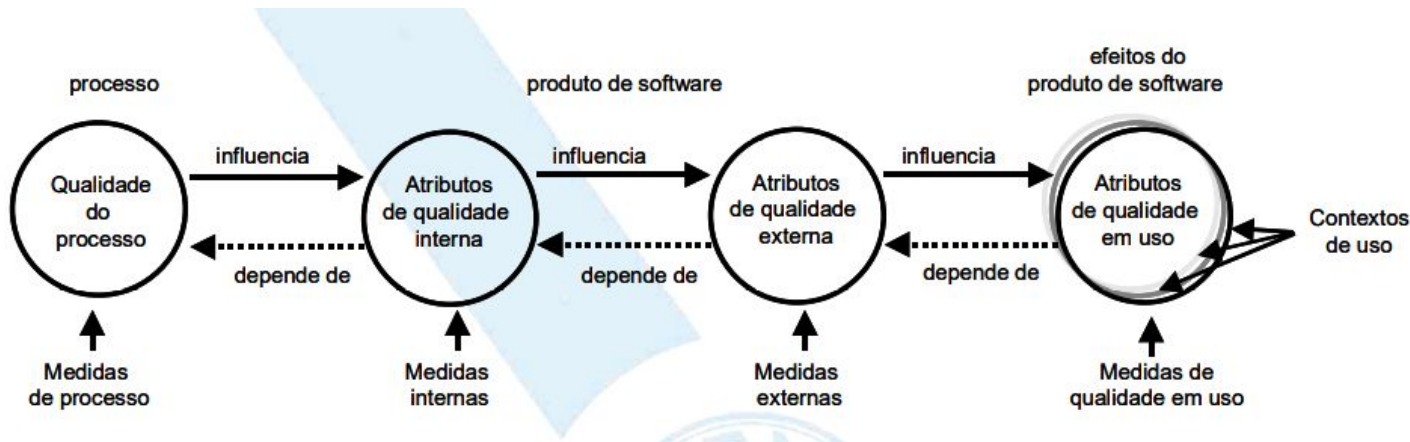 processo
produto de software
efeitos do
produto de software
Qualidade
do
processo
influencia
depende de
Atributos
de qualidade
interna
influencia
depende de
Atributos
de qualidade
externa
influencia
depende de
Atributos
de qualidade
em uso
Contextos
de uso
Medidas
de processo
Medidas
internas
Medidas
externas
Medidas de
qualidade em uso